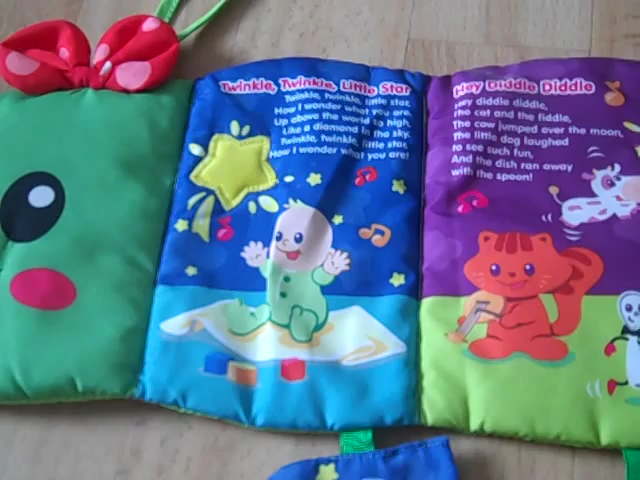 Twinkle, Twinkle, Little Star
Twinkle, twinkle, little star,
How I wonder what you are.
Up above the world so high,
Like a diamond in the sky.
Twinkle, twinkle, little star,
How I wonder what you are!
Hey Diddle Diddle
Hey diddle diddle,
The cat and the fiddle,
The cow jumped over the moon,
The little dog laughed
to see such fun,
And the dish ran away
with the spoon!